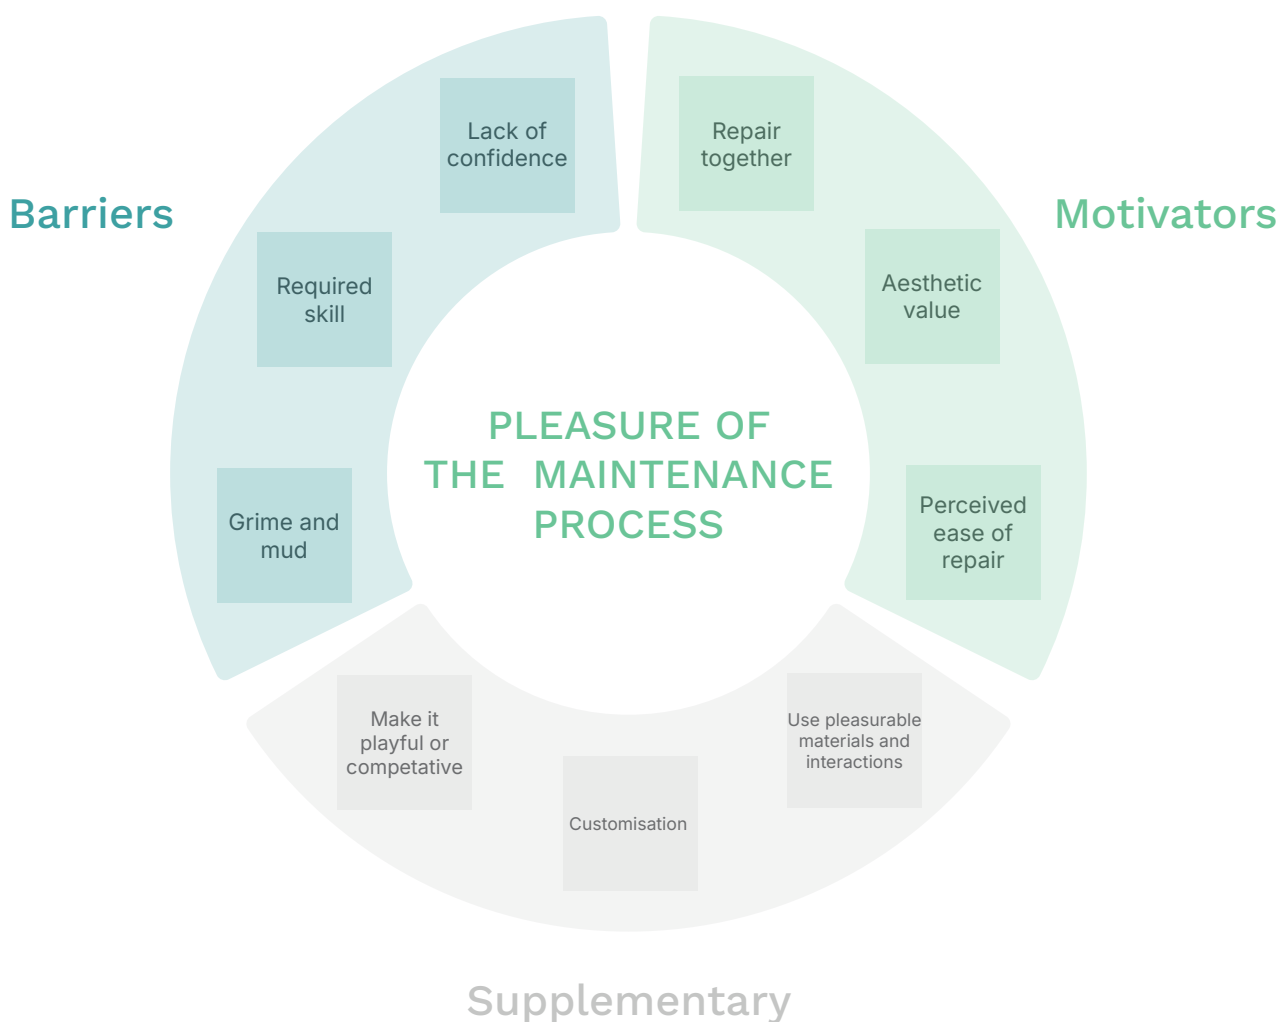 Barriers
Lack of
confidence
Required
skill
Grime and
mud
Motivators
Repair
together
Aesthetic
value
Perceived
ease of
repair
PLEASURE OF
THE MAINTENANCE
PROCESS
Make it
playful or
competative
Customisation
Use pleasurable
materials and
interactions
Supplementary